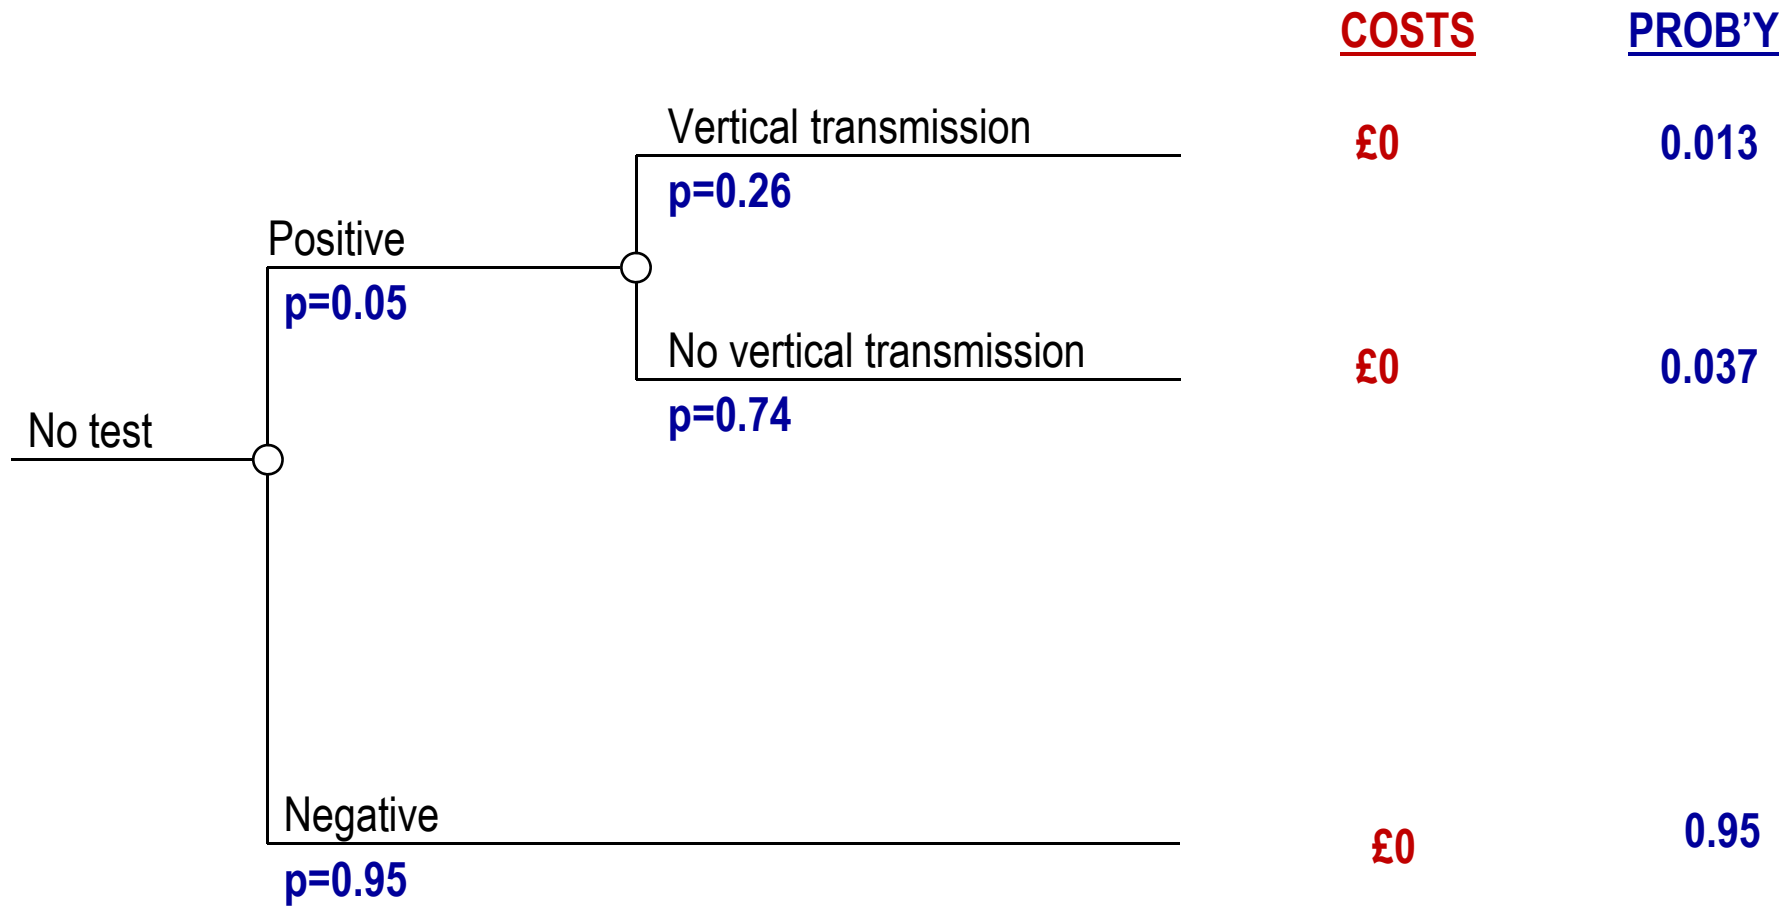 COSTS PROB’Y
Vertical transmission £0 0.013
p=0.26
Positive
p=0.05
No vertical transmission £0 0.037
p=0.74
No test
Negative £0 0.95
p=0.95